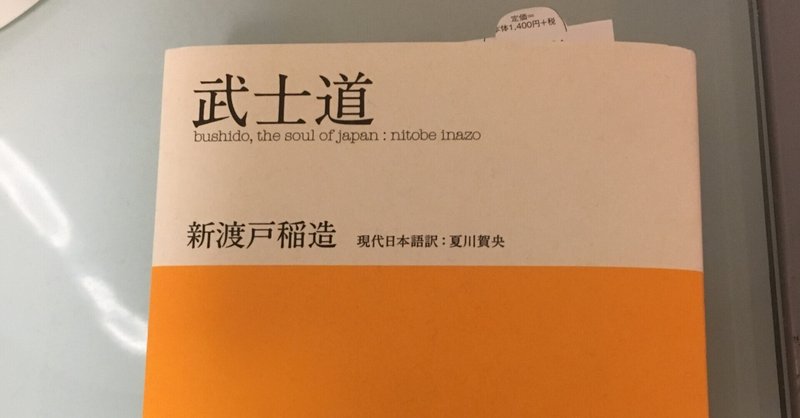 定価=
本体1,400円+税
武士道
bushido, the soul of japan : nitobe inazo
新渡戸稲造 現代日本語訳：夏川賀央